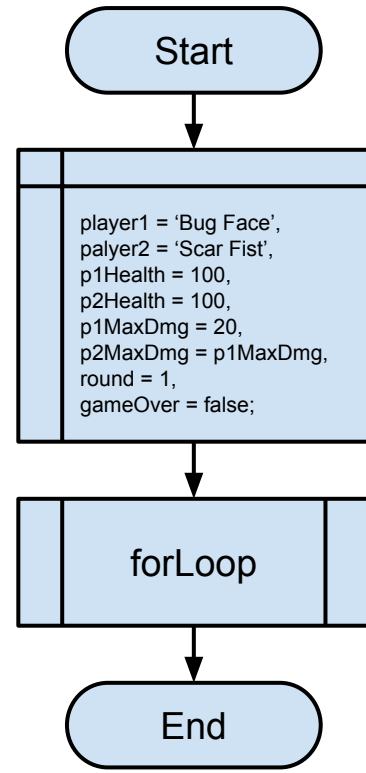 Start
player1 = ‘Bug Face’,
palyer2 = ‘Scar Fist’,
p1Health = 100,
p2Health = 100,
p1MaxDmg = 20,
p2MaxDmg = p1MaxDmg,
round = 1,
gameOver = false;
forLoop
End